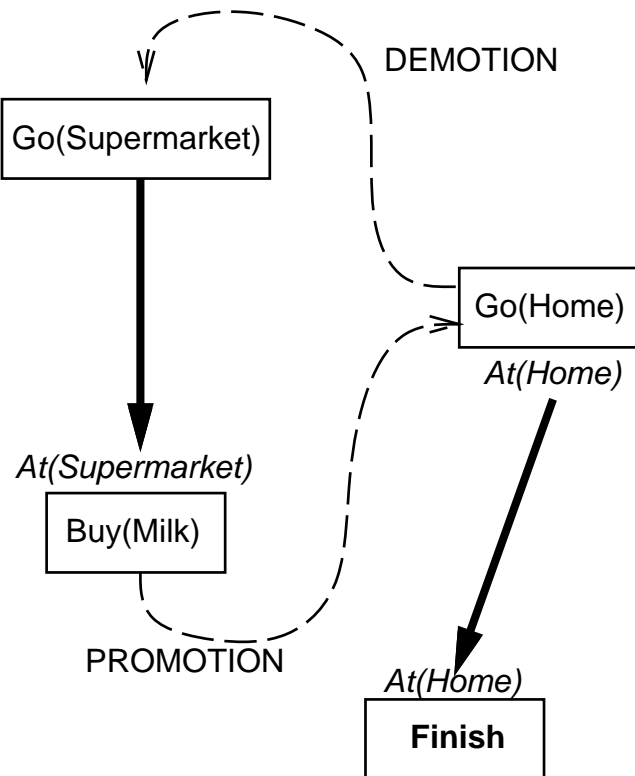 DEMOTION
Go(Supermarket)
Go(Home)
At(Home)
At(Supermarket)
Buy(Milk)
PROMOTION
At(Home)
Finish